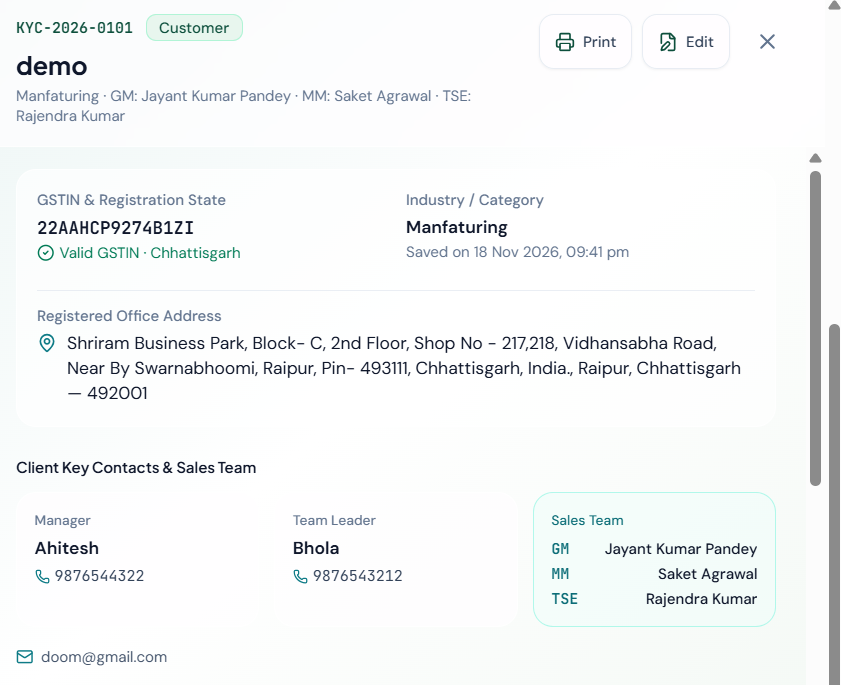 KYC-2026-0101 Customer
Print
Edit
demo
Manfaturing · GM: Jayant Kumar Pandey · MM: Saket Agrawal · TSE:
Rajendra Kumar
GSTIN & Registration State
22AAHCP9274B1ZI
Valid GSTIN · Chhattisgarh
Industry / Category
Manfaturing
Saved on 18 Nov 2026, 09:41 pm
Registered Office Address
Shriram Business Park, Block- C, 2nd Floor, Shop No - 217,218, Vidhansabha Road,
Near By Swarnabhoomi, Raipur, Pin- 493111, Chhattisgarh, India., Raipur, Chhattisgarh
— 492001
Client Key Contacts & Sales Team
Manager
Ahitesh
9876544322
Team Leader
Bhola
9876543212
Sales Team
GM Jayant Kumar Pandey
MM Saket Agrawal
TSE Rajendra Kumar
doom@gmail.com